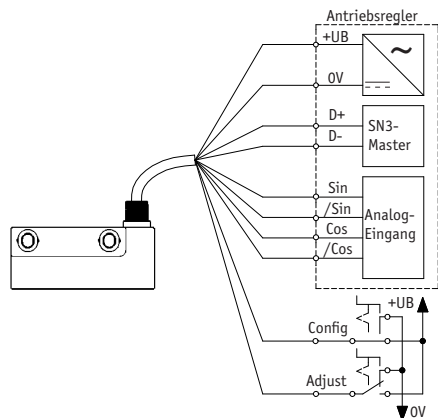 Antriebsregler
+UB
~
0V
D+
D-
SN3-
Master
Sin
/Sin
Cos
/Cos
Analog-
Eingang
+UB
Config
Adjust
0V